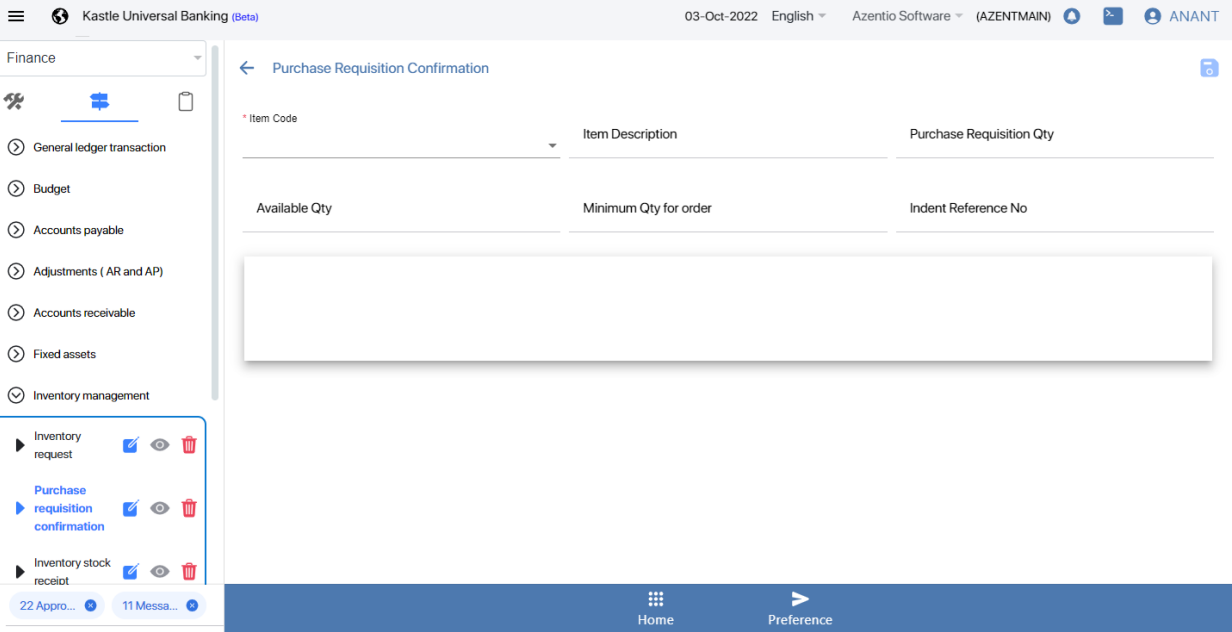 Kastle Universal Banking (Beta)
03-Oct-2022 English Azentio Software (AZENTMAIN) ANANT
Finance
General ledger transaction
Budget
Accounts payable
Adjustments ( AR and AP)
Accounts receivable
Fixed assets
Inventory management
Inventory
request
Purchase
requisition
confirmation
Inventory stock
receipt
22 Appro...
11 Messa...
Purchase Requisition Confirmation
* Item Code
Item Description
Purchase Requisition Qty
Available Qty
Minimum Qty for order
Indent Reference No
Home
Preference